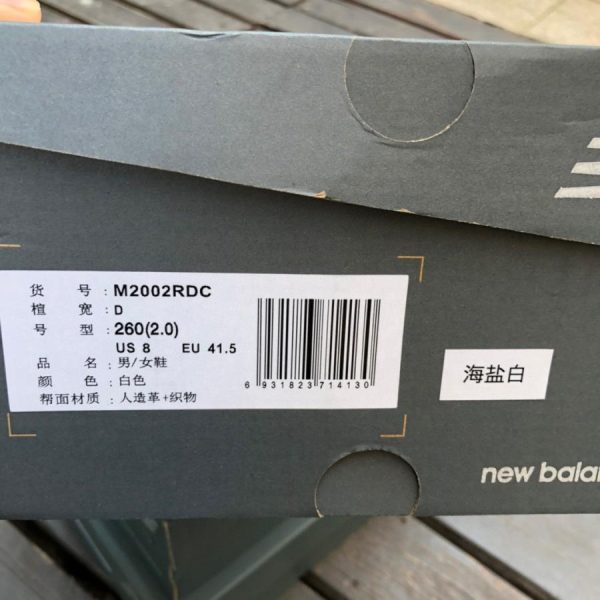 货 号 : M2002RDC
楦 宽 : D
号 型 : 260(2.0)
US 8 EU 41.5
品 名 : 男/女鞋
颜 色 : 白色
帮面材质 : 人造革+织物
6 931823 714130
海盐白
new balan